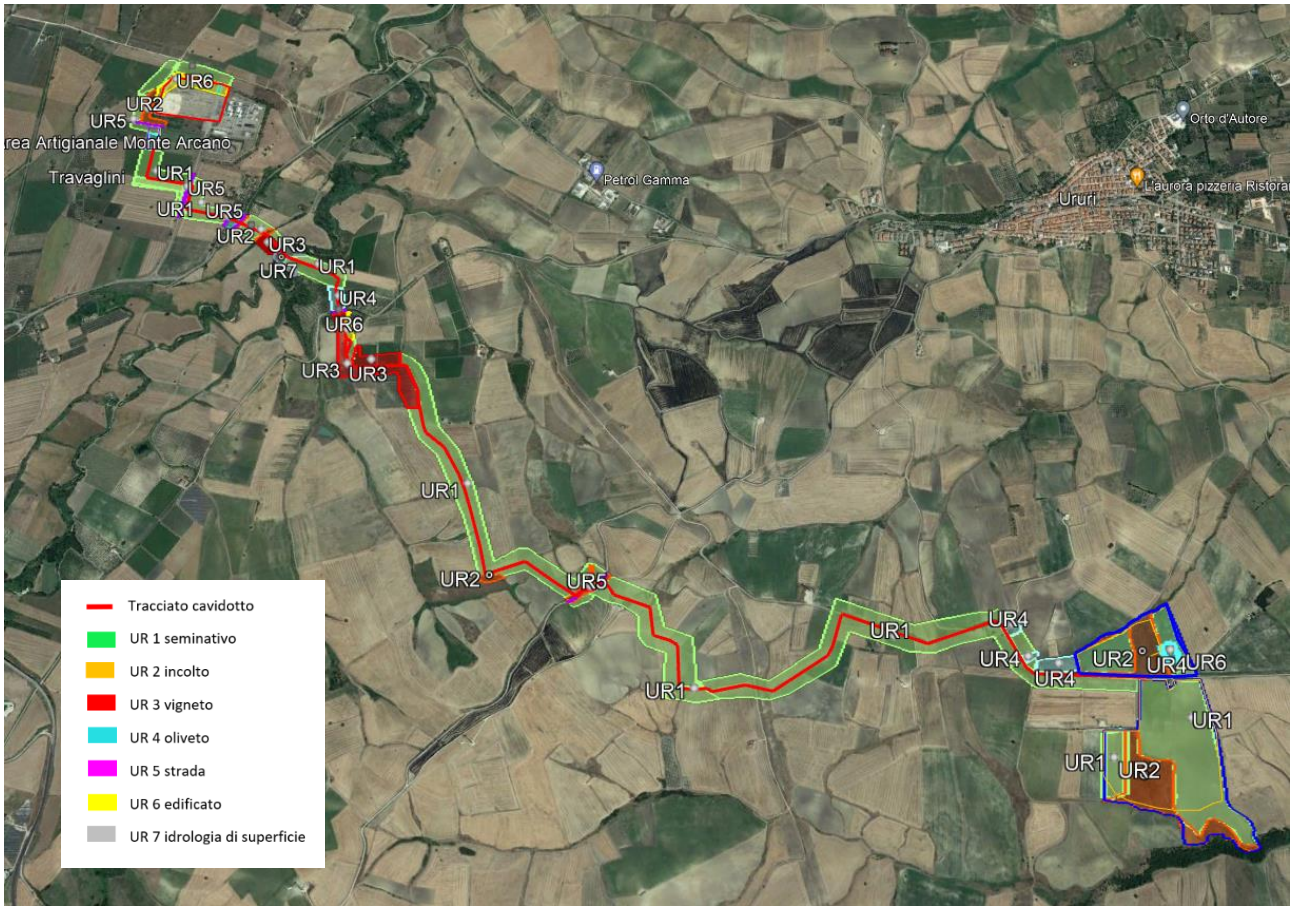 UR6
UR2
UR5
rea Artigianale Monte Arcano
Travaglini
UR1
UR5
UR1
UR5
UR2
UR3
UR7
UR1
UR4
UR6
UR3
UR3
UR1
UR2
UR5
UR1
UR1
UR4
UR4
UR4
UR2
UR4
UR6
UR1
UR1
UR2
Petrol Gamma
Orto d'Autore
L'aurora pizzeria Ristoran
Ururi
Tracciato cavidotto
UR 1 seminativo
UR 2 incolto
UR 3 vigneto
UR 4 oliveto
UR 5 strada
UR 6 edificato
UR 7 idrologia di superficie